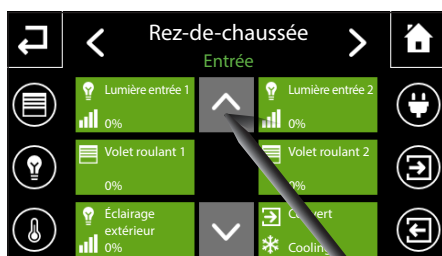 Rez-de-chaussée
Entrée
Lumière entrée 1
0%
Lumière entrée 2
0%
Volet roulant 1
0%
Volet roulant 2
0%
Éclairage
extérieur
0%
Cooling